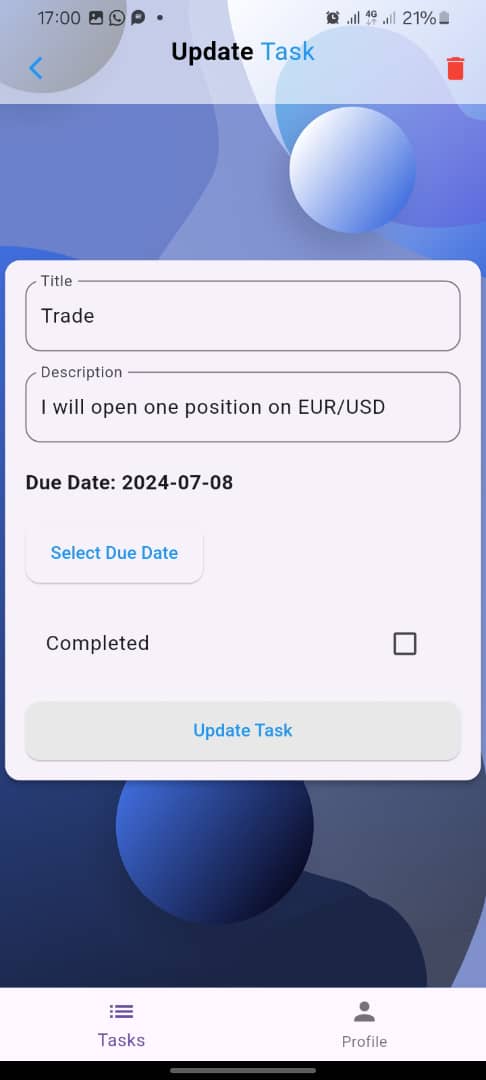 17:00
4G
21%
Update Task
Title
Trade
Description
I will open one position on EUR/USD
Due Date: 2024-07-08
Select Due Date
Completed
Update Task
Tasks
Profile